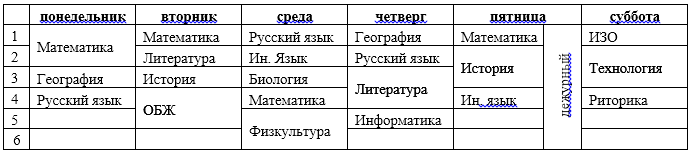 понедельник вторник среда четверг пятница суббота
1 Математика Математика Русский язык География Математика дежурный ИЗО
2 Литература Ин. Язык Русский язык История Технология
3 География История Биология Литература
4 Русский язык ОБЖ Математика Ин. язык Риторика
5 Физкультура Информатика
6